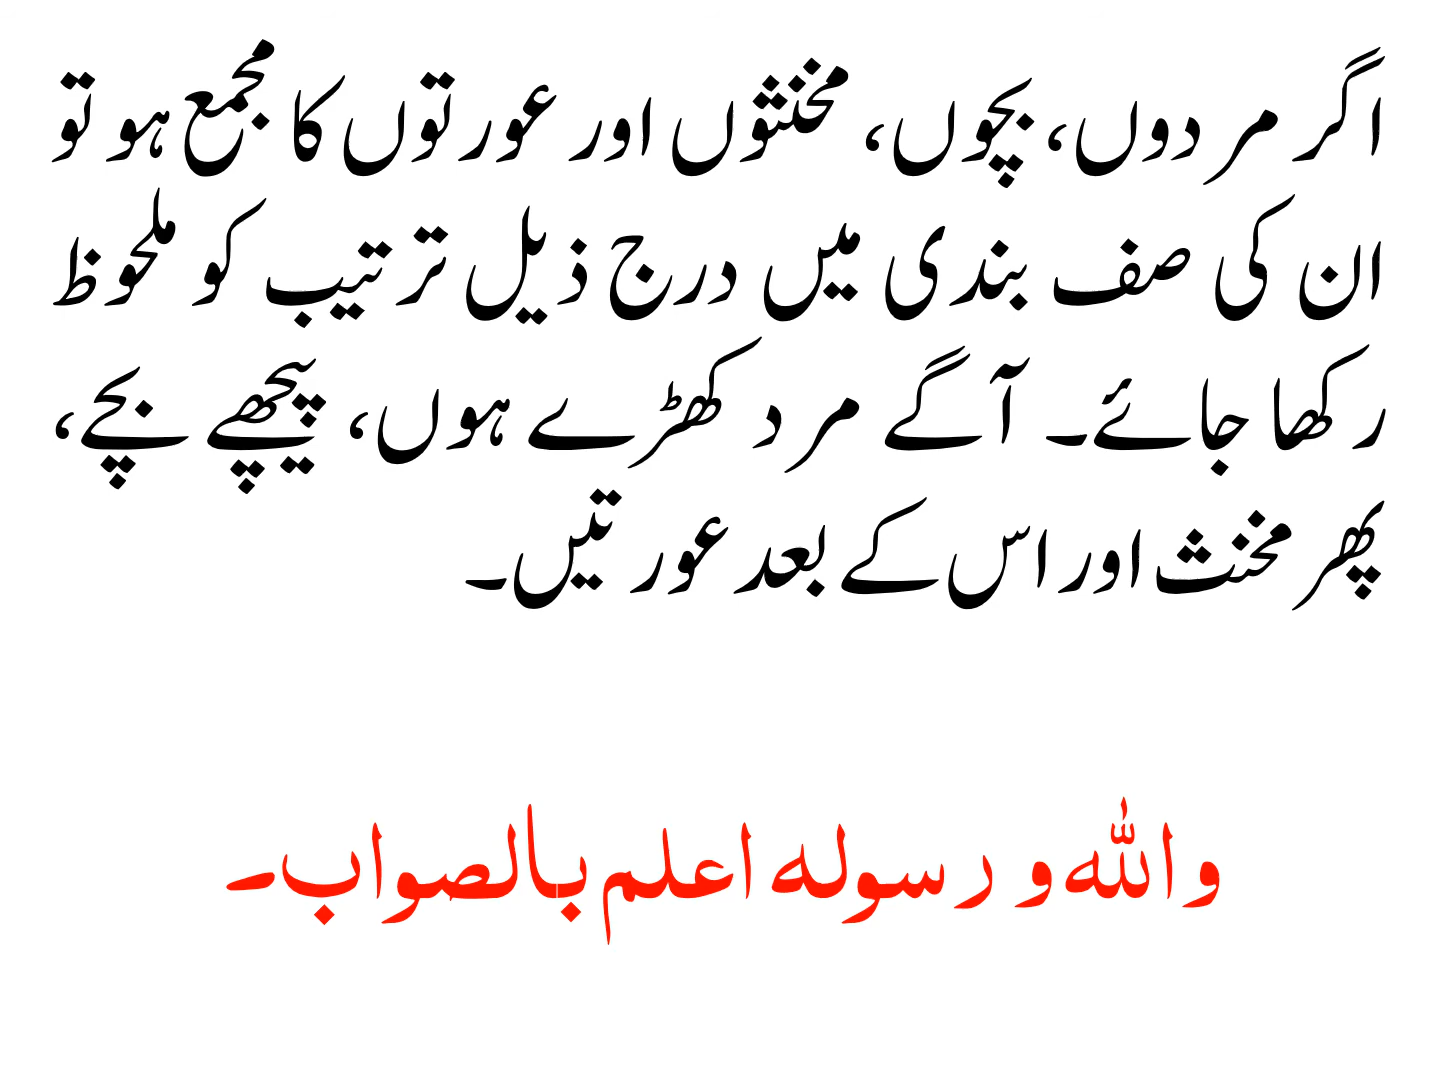 اگر مردوں، بچوں، مخنثوں اور عورتوں کا مجمع ہو تو
ان کی صف بندی میں درج ذیل ترتیب کو ملحوظ
رکھا جائے۔ آگے مرد کھڑے ہوں، پیچھے بچے،
پھر مخنث اور اس کے بعد عورتیں۔
واللہ و رسولہ اعلم بالصواب۔